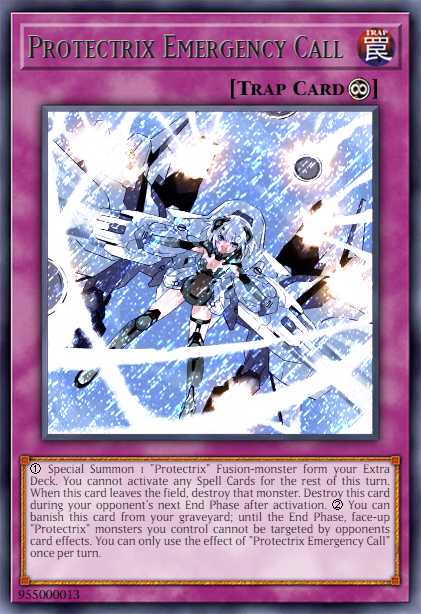 Protectrix Emergency Call
TRAP
罠
[Trap Card]
① Special Summon 1 "Protectrix" Fusion-monster form your Extra
Deck. You cannot activate any Spell Cards for the rest of this turn.
When this card leaves the field, destroy that monster. Destroy this card
during your opponent's next End Phase after activation. ② You can
banish this card from your graveyard; until the End Phase, face-up
"Protectrix" monsters you control cannot be targeted by opponents
card effects. You can only use the effect of "Protectrix Emergency Call"
once per turn.
955000013